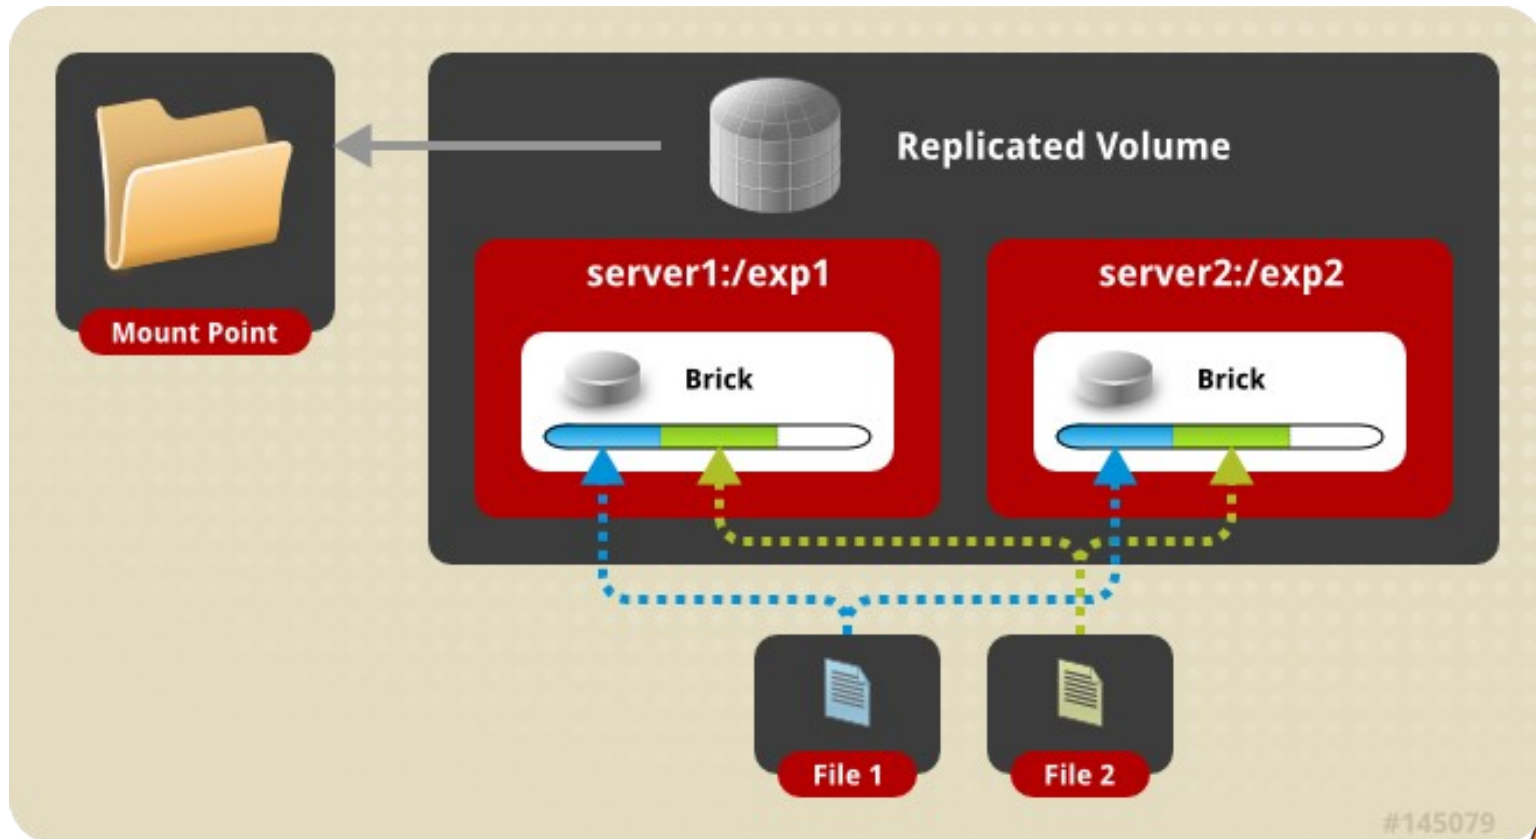 Replicated Volume
Mount Point
server1:/exp1
server2:/exp2
Brick
Brick
File 1
File 2
#145079